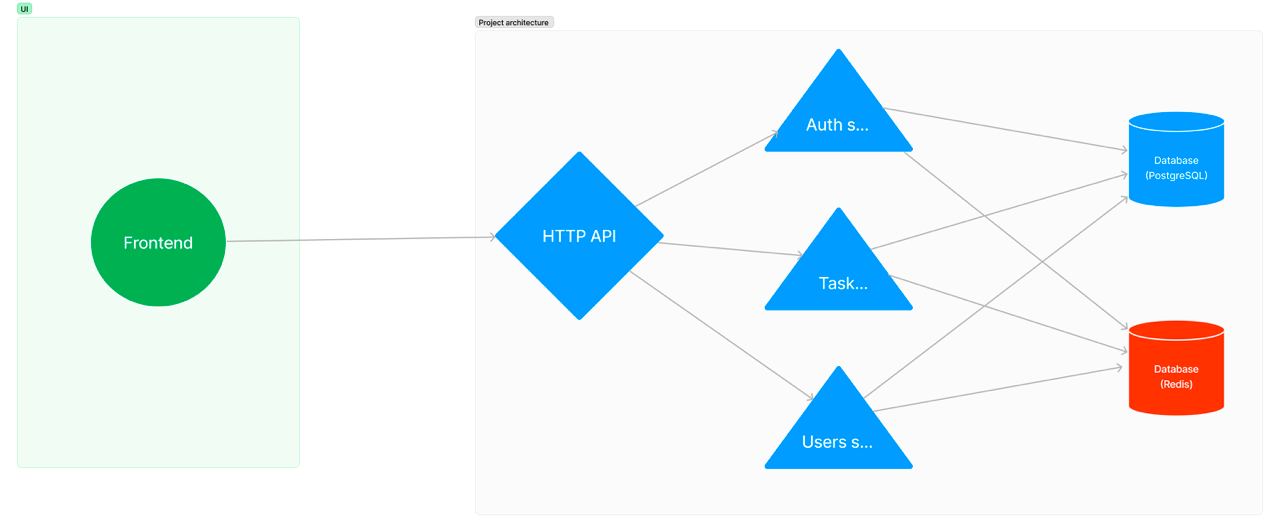 UI
Project architecture
Frontend
HTTP API
Auth s...
Task...
Users s...
Database
(PostgreSQL)
Database
(Redis)